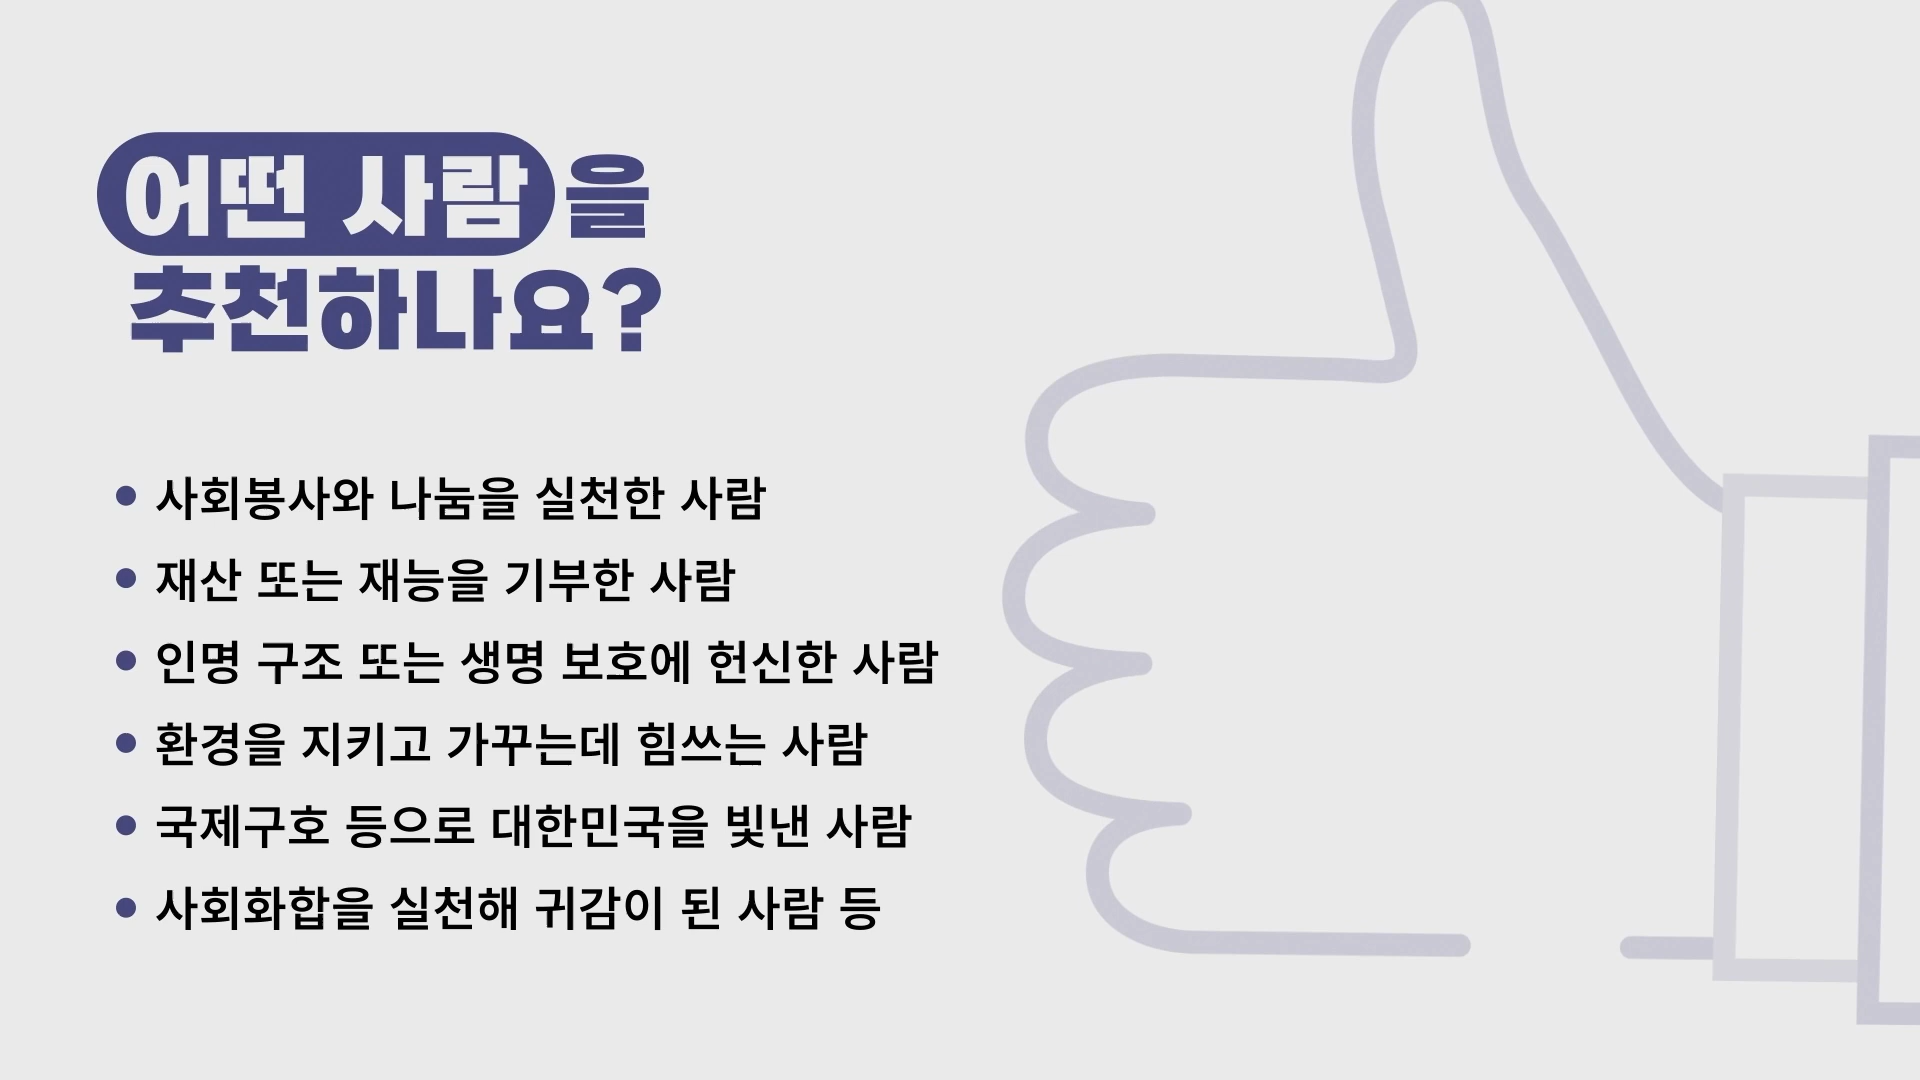 어떤 사람을
추천하나요?
사회봉사와 나눔을 실천한 사람
재산 또는 재능을 기부한 사람
인명 구조 또는 생명 보호에 헌신한 사람
환경을 지키고 가꾸는데 힘쓰는 사람
국제구호 등으로 대한민국을 빛낸 사람
사회화합을 실천해 귀감이 된 사람 등